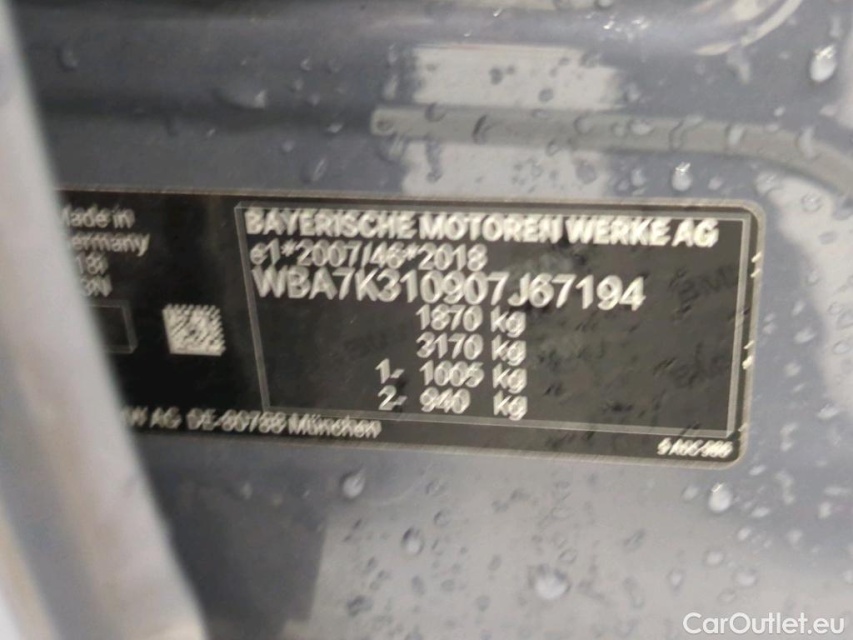 Made in
Germany
BAYERISCHE MOTOREN WERKE AG
e1*2007/46*2018
WBA7K310907J67194
1870 kg
3170 kg
1- 1005 kg
2- 940 kg
AG DE-80788 München
CarOutlet.eu